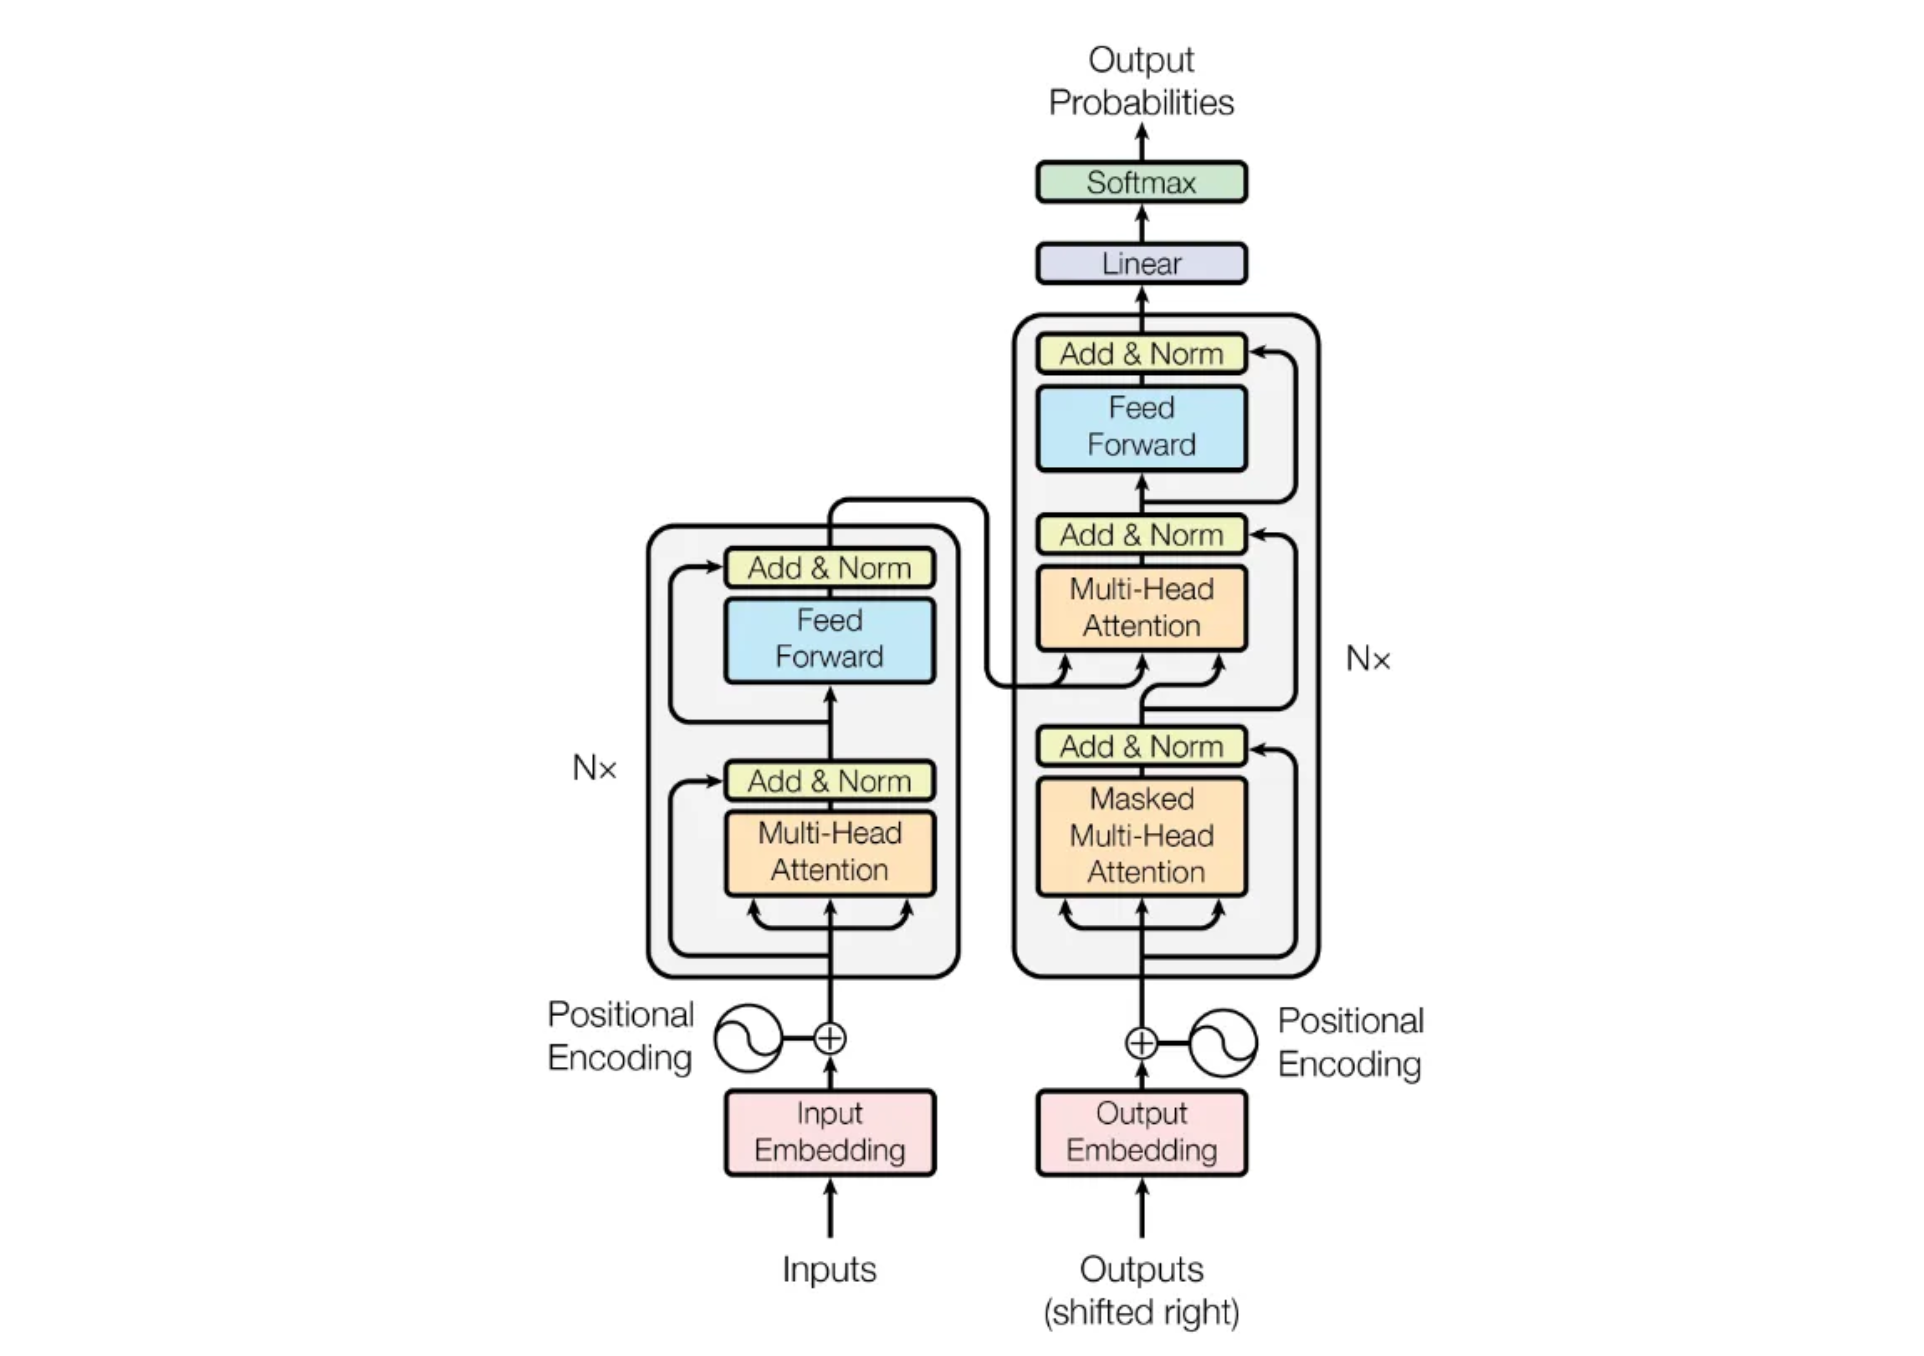 Output
Probabilities
Softmax
Linear
Add & Norm
Feed
Forward
Add & Norm
Multi-Head
Attention
Nx
Add & Norm
Masked
Multi-Head
Attention
Add & Norm
Feed
Forward
Nx
Add & Norm
Multi-Head
Attention
Positional
Encoding
Positional
Encoding
Input
Embedding
Output
Embedding
Inputs
Outputs
(shifted right)